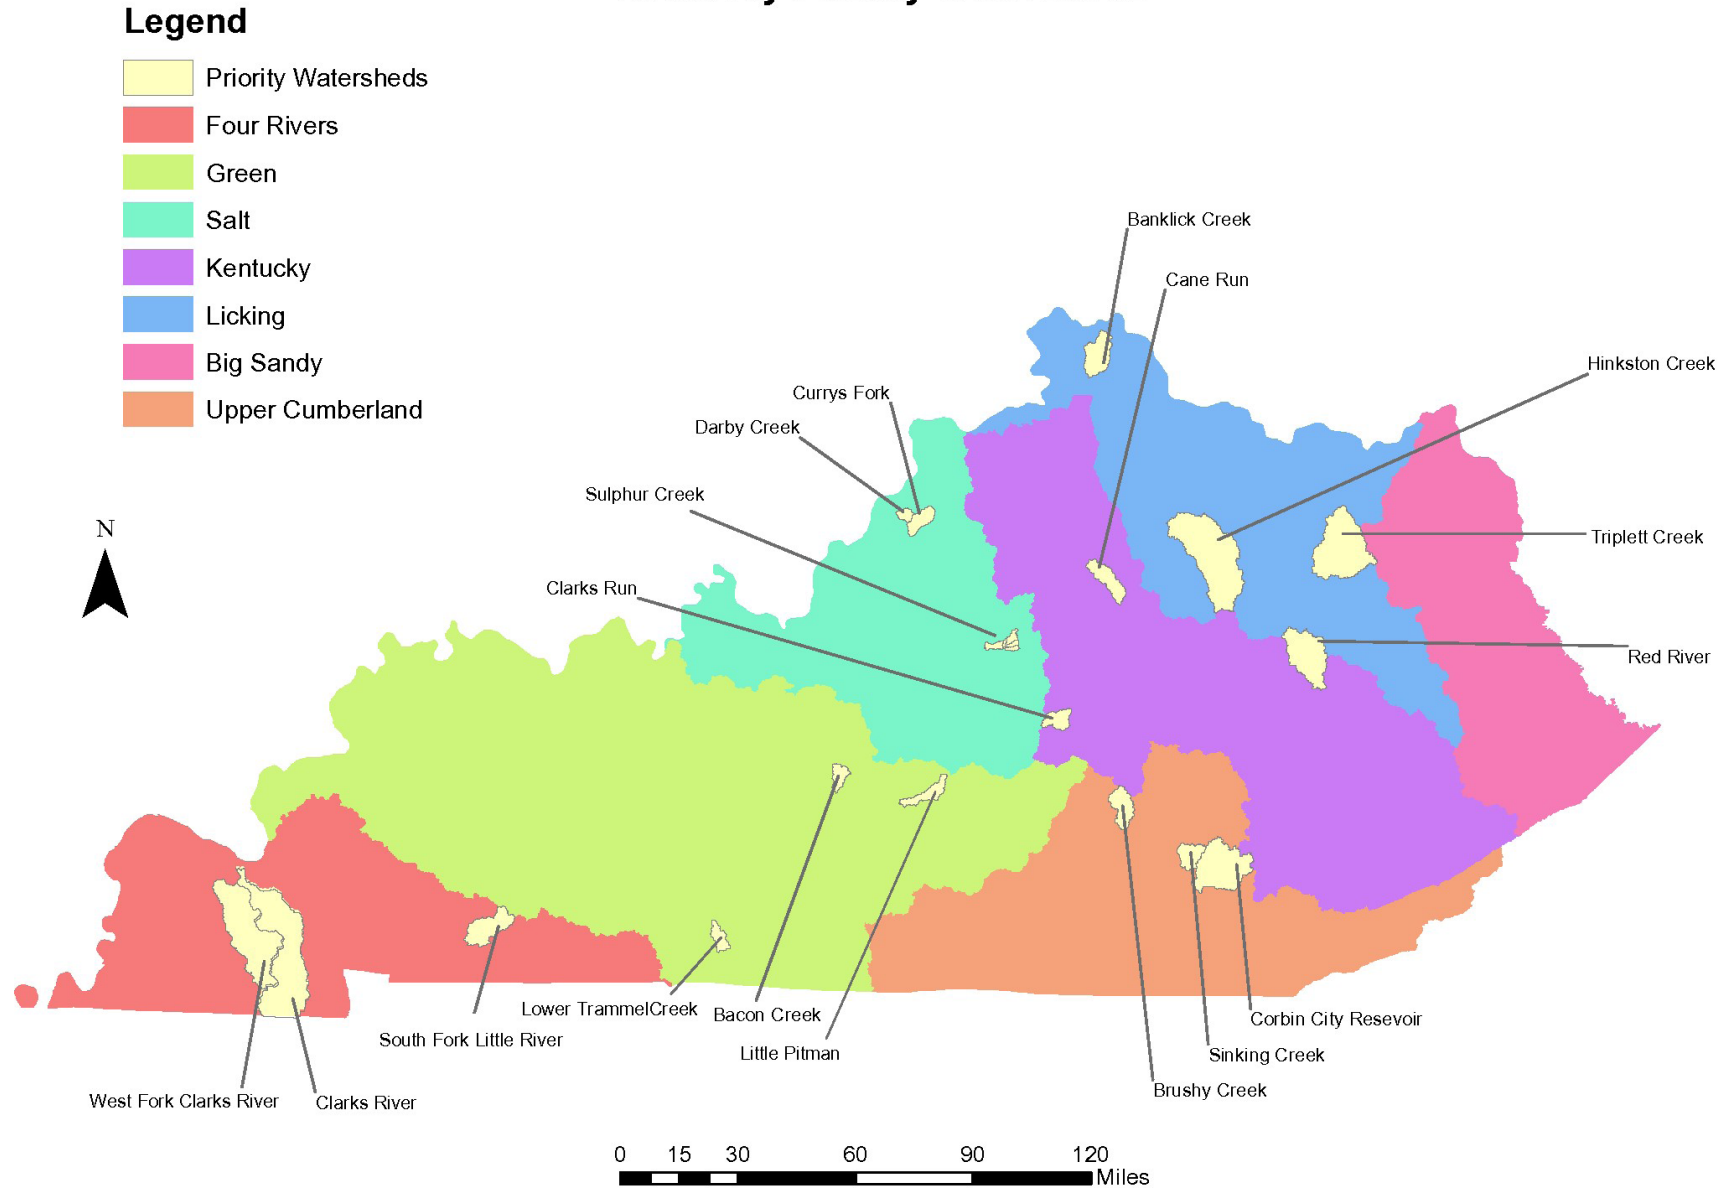 Legend
Priority Watersheds
Four Rivers
Green
Salt
Kentucky
Licking
Big Sandy
Upper Cumberland
Banklick Creek
Cane Run
Hinkston Creek
Currys Fork
Darby Creek
Sulphur Creek
N
Triplett Creek
Clarks Run
Red River
Lower TrammelCreek
Bacon Creek
Corbin City Resevoir
South Fork Little River
Little Pitman
Sinking Creek
Brushy Creek
West Fork Clarks River
Clarks River
0 15 30 60 90 120
Miles